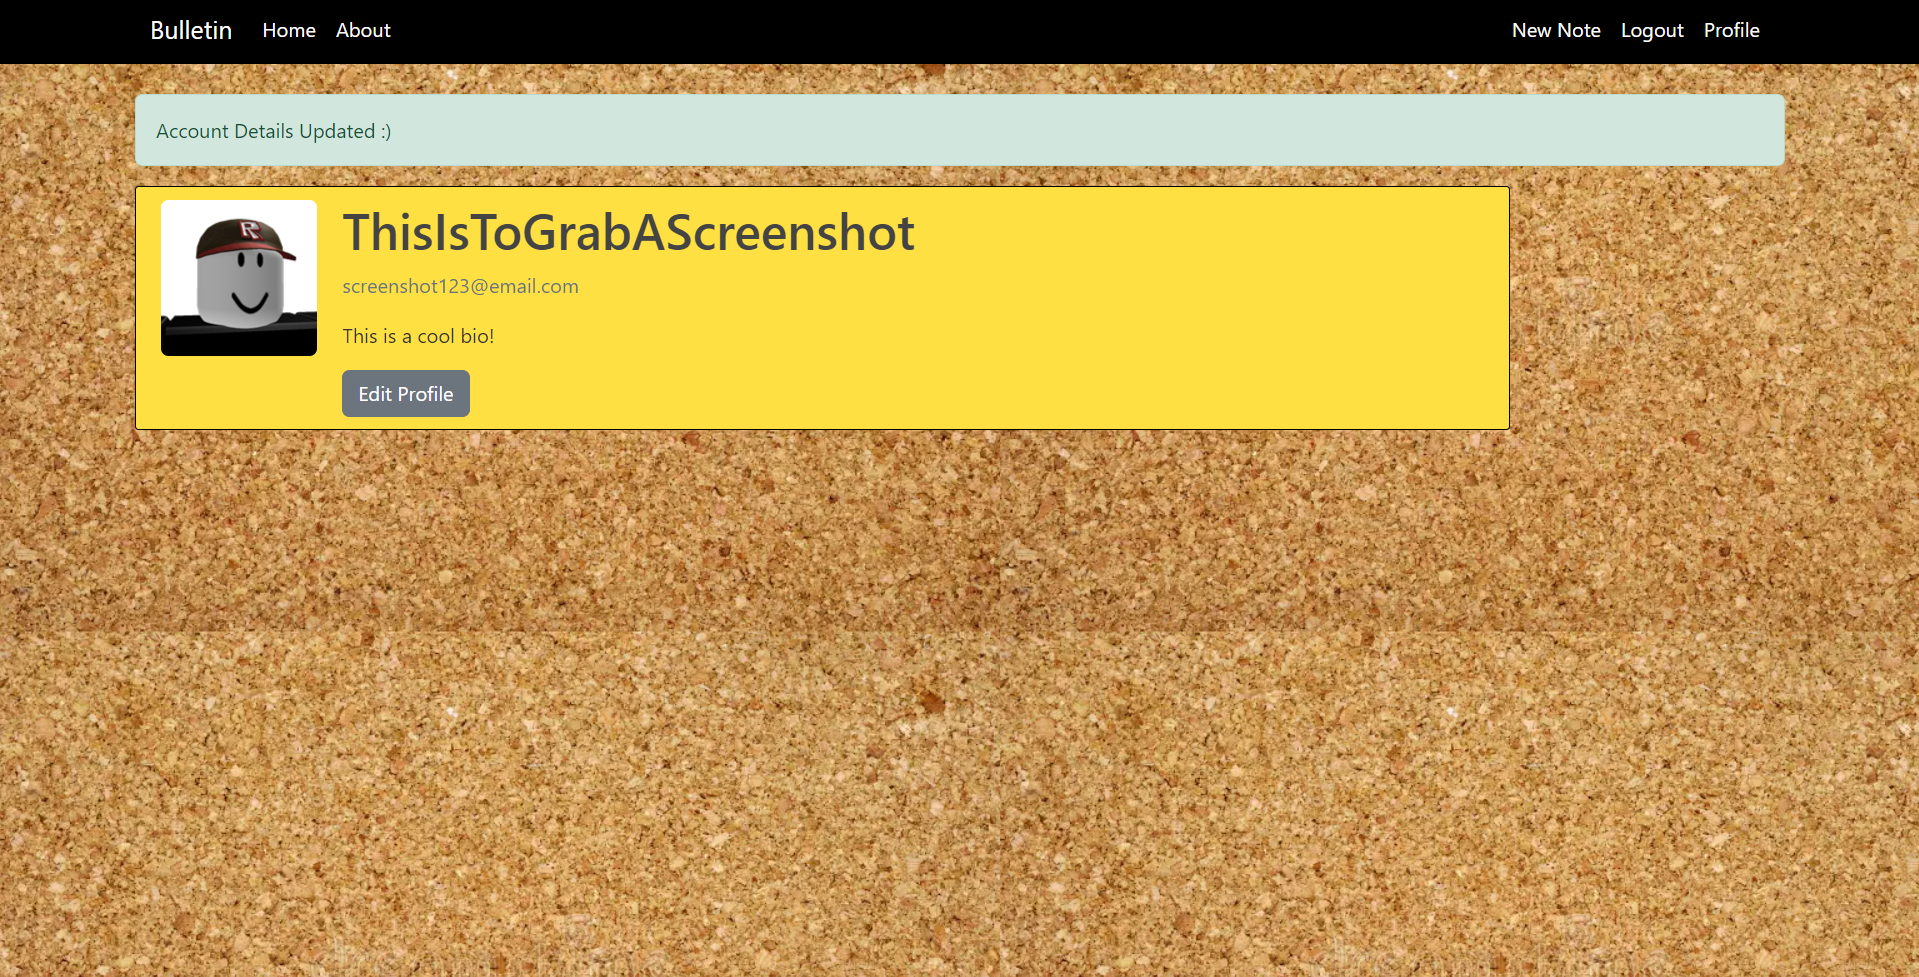 Bulletin Home About New Note Logout Profile
Account Details Updated :)
R
ThisIsToGrabAScreenshot
screenshot123@email.com
This is a cool bio!
Edit Profile